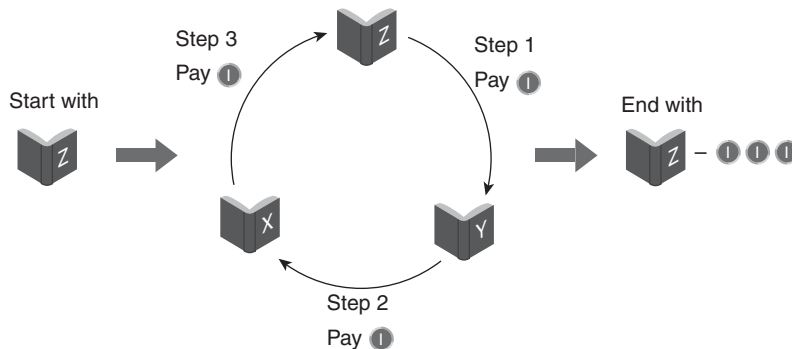 Step 3
Pay I
Z
Step 1
Pay I
Start with
Z
End with
Z – I I I
X
Y
Step 2
Pay I